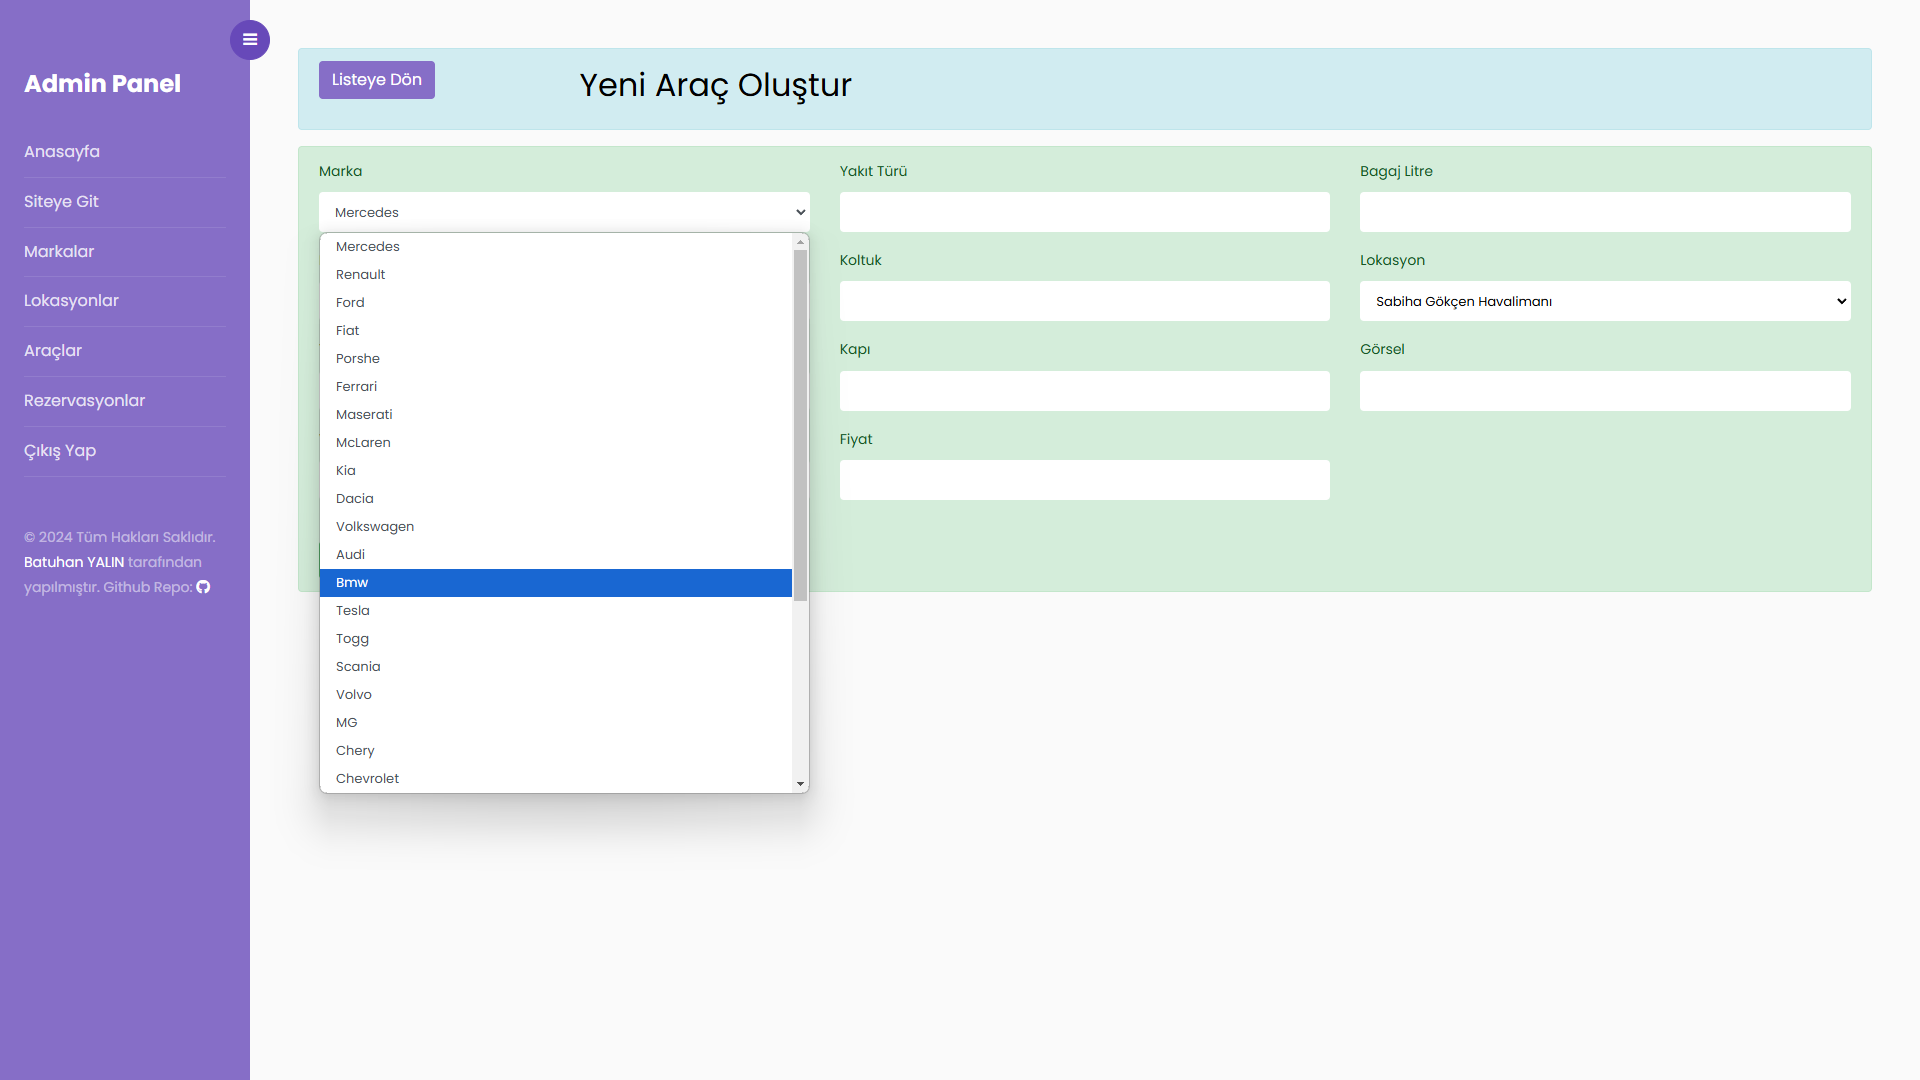 Admin Panel
Anasayfa
Siteye Git
Markalar
Lokasyonlar
Araçlar
Rezervasyonlar
Çıkış Yap
© 2024 Tüm Hakları Saklıdır.
Batuhan YALIN tarafından
yapılmıştır. Github Repo:
Listeye Dön
Yeni Araç Oluştur
Marka
Mercedes
Mercedes
Renault
Ford
Fiat
Porshe
Ferrari
Maserati
McLaren
Kia
Dacia
Volkswagen
Audi
Bmw
Tesla
Togg
Scania
Volvo
MG
Chery
Chevrolet
Yakıt Türü
Koltuk
Kapı
Fiyat
Bagaj Litre
Lokasyon
Sabiha Gökçen Havalimanı
Görsel